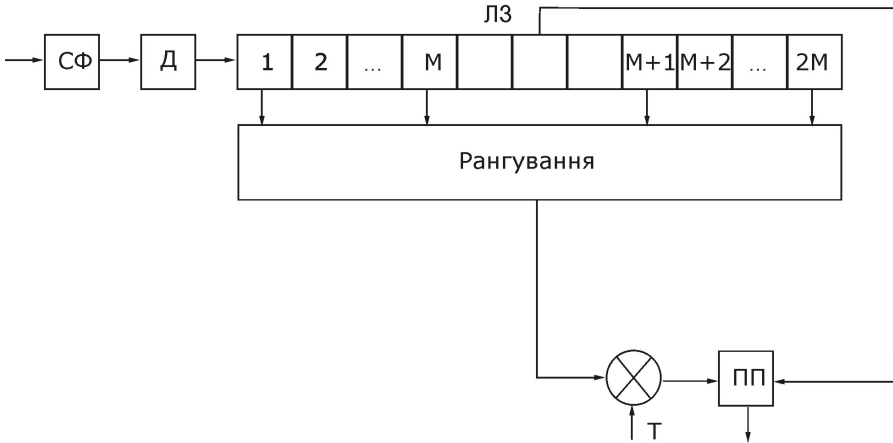 ЛЗ
СФ Д 1 2 ... М М+1 М+2 ... 2М
Рангування
ПП
Т